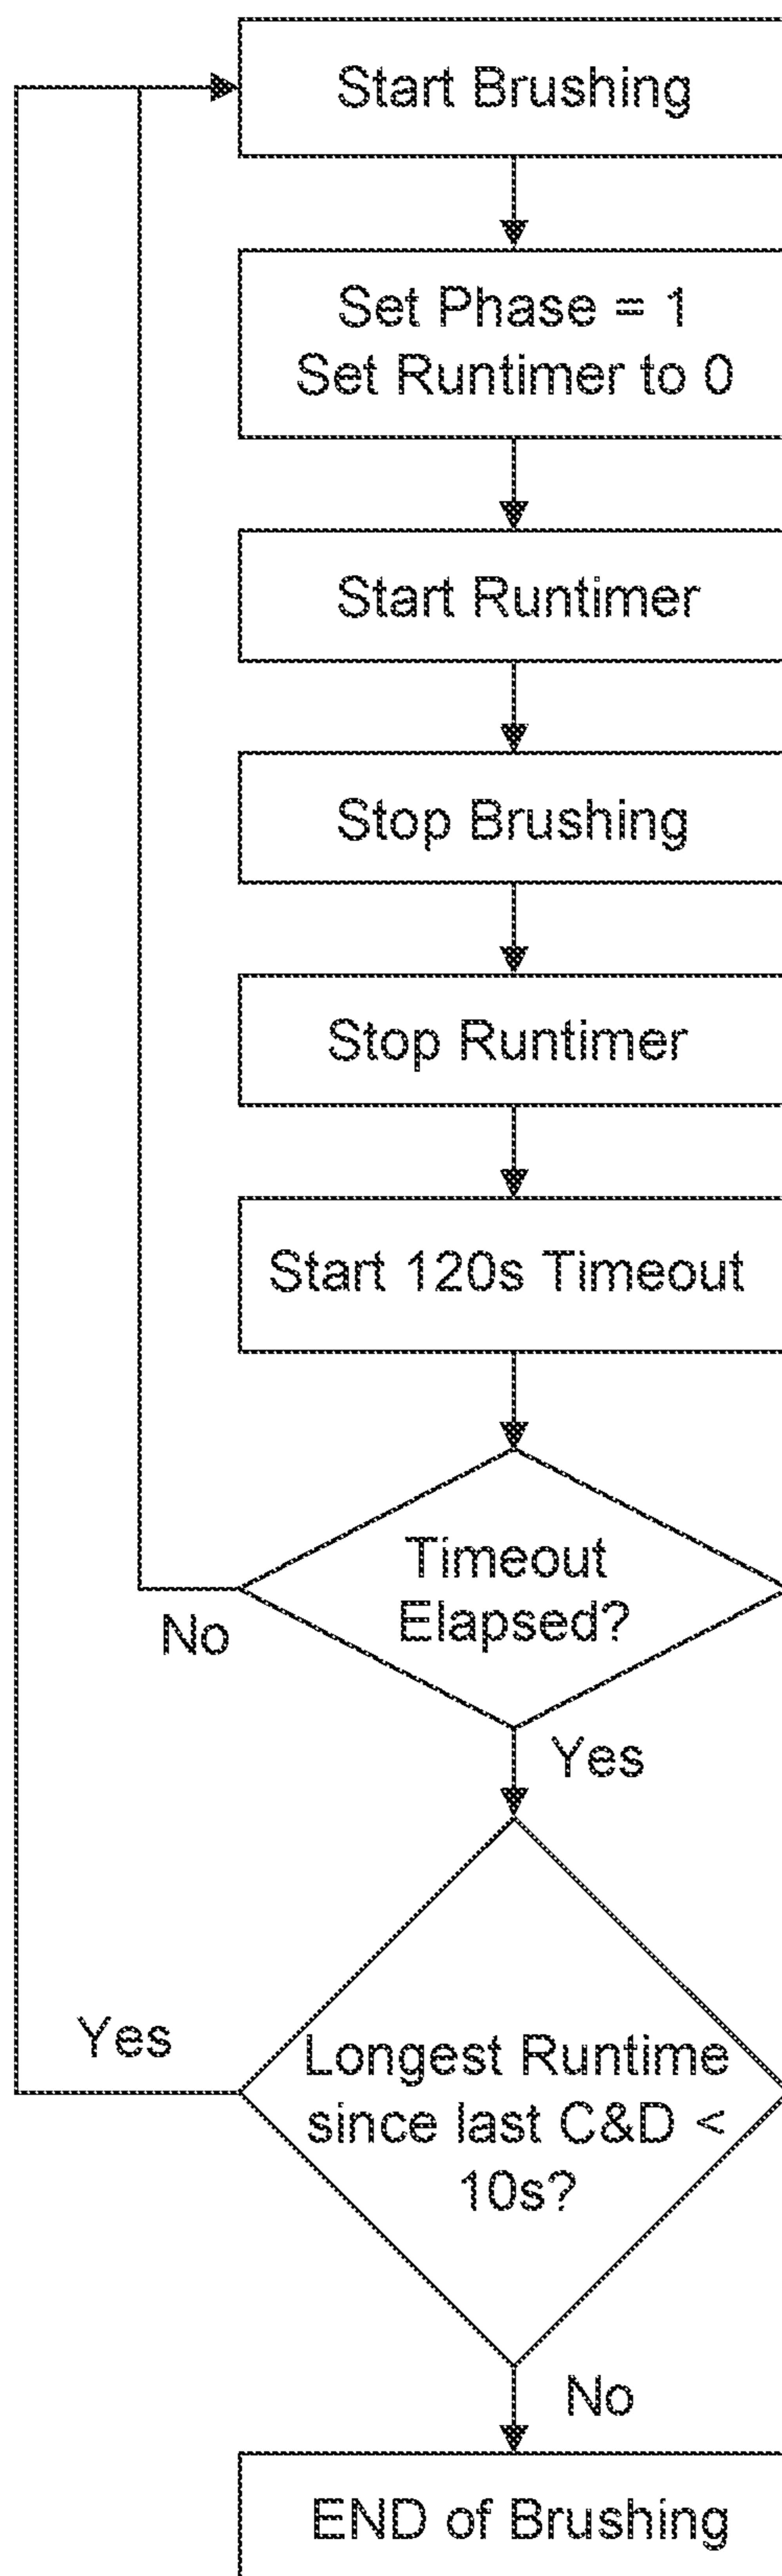 Start Brushing
Set Phase = 1
Set Runtimer to 0
Start Runtimer
Stop Brushing
Stop Runtimer
Start 120s Timeout
Timeout
Elapsed?
No
Yes
Yes
Longest Runtime
since last C&D <
10s?
No
END of Brushing